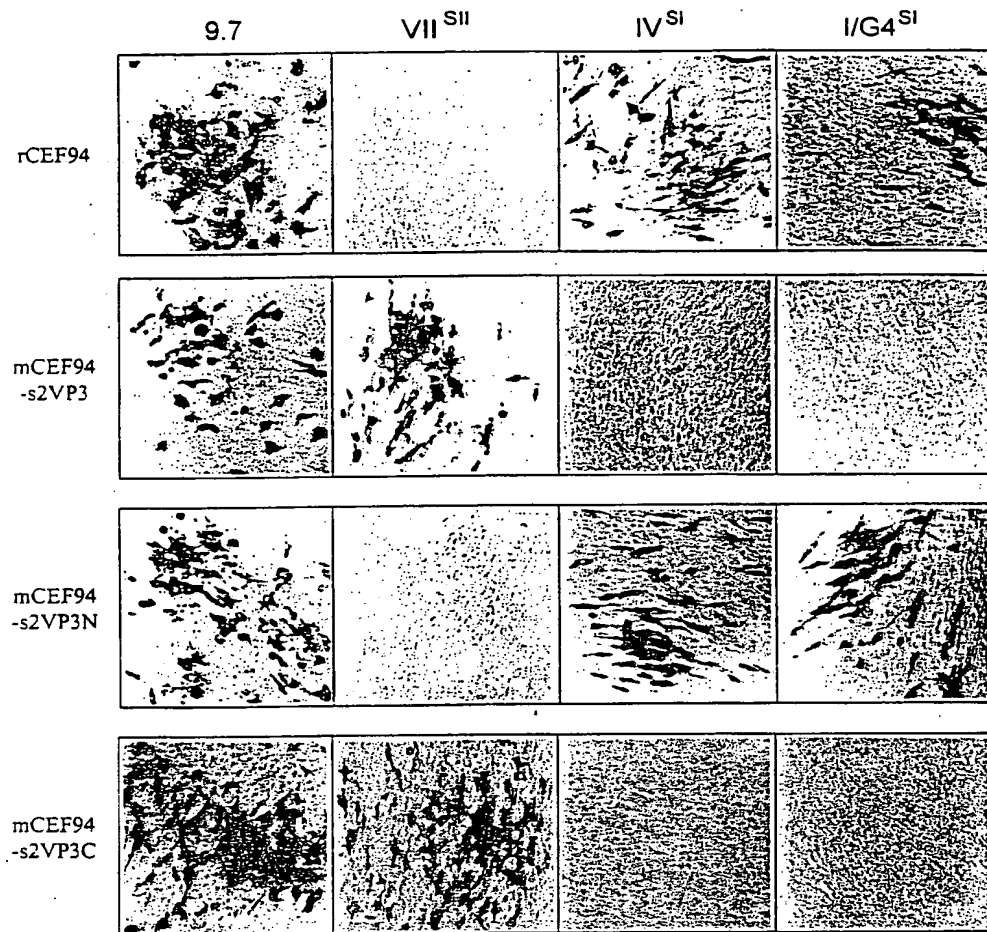 9.7 VII SII IV SI I/G4 SI
rCEF94
mCEF94
-s2VP3
mCEF94
-s2VP3N
mCEF94
-s2VP3C